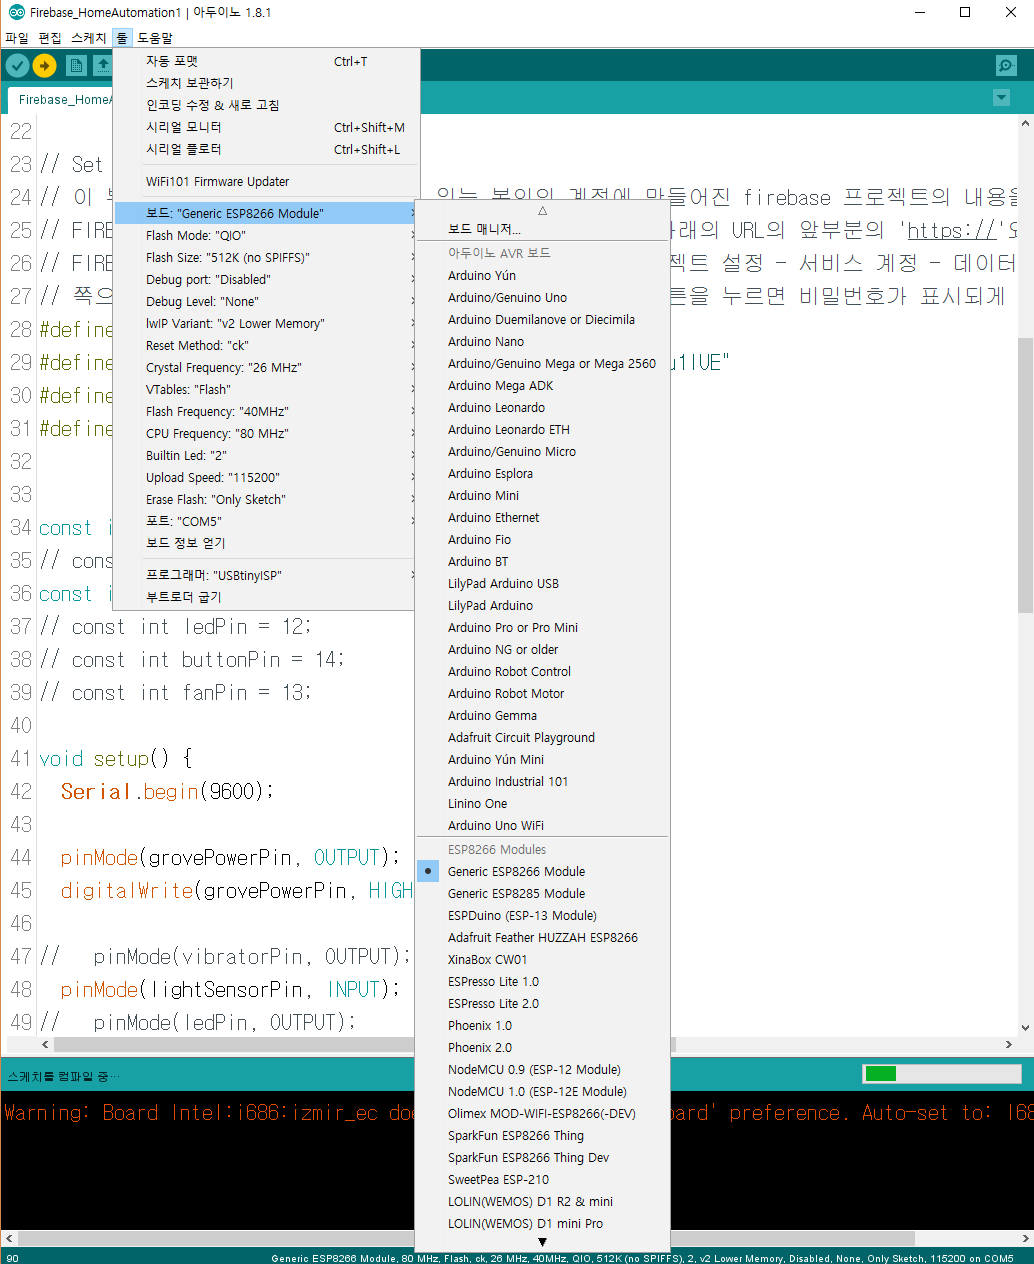 Firebase_HomeAutomation1 | 아두이노 1.8.1
파일 편집 스케치 툴 도움말
자동 포맷 Ctrl+T
스케치 보관하기
인코딩 수정 & 새로 고침
시리얼 모니터 Ctrl+Shift+M
시리얼 플로터 Ctrl+Shift+L
WiFi101 Firmware Updater
보드: "Generic ESP8266 Module"
Flash Mode: "QIO"
Flash Size: "512K (no SPIFFS)"
Debug port: "Disabled"
Debug Level: "None"
lwIP Variant: "v2 Lower Memory"
Reset Method: "ck"
Crystal Frequency: "26 MHz"
VTables: "Flash"
Flash Frequency: "40MHz"
CPU Frequency: "80 MHz"
Builtin Led: "2"
Upload Speed: "115200"
Erase Flash: "Only Sketch"
포트: "COM5"
보드 정보 얻기
프로그래머: "USBtinyISP"
부트로더 굽기
보드 매니저...
아두이노 AVR 보드
Arduino Yún
Arduino/Genuino Uno
Arduino Duemilanove or Diecimila
Arduino Nano
Arduino/Genuino Mega or Mega 2560
Arduino Mega ADK
Arduino Leonardo
Arduino Leonardo ETH
Arduino/Genuino Micro
Arduino Esplora
Arduino Mini
Arduino Ethernet
Arduino Fio
Arduino BT
LilyPad Arduino USB
LilyPad Arduino
Arduino Pro or Pro Mini
Arduino NG or older
Arduino Robot Control
Arduino Robot Motor
Arduino Gemma
Adafruit Circuit Playground
Arduino Yún Mini
Arduino Industrial 101
Linino One
Arduino Uno WiFi
ESP8266 Modules
Generic ESP8266 Module
Generic ESP8285 Module
ESPDuino (ESP-13 Module)
Adafruit Feather HUZZAH ESP8266
XinaBox CW01
ESPresso Lite 1.0
ESPresso Lite 2.0
Phoenix 1.0
Phoenix 2.0
NodeMCU 0.9 (ESP-12 Module)
NodeMCU 1.0 (ESP-12E Module)
Olimex MOD-WIFI-ESP8266(-DEV)
SparkFun ESP8266 Thing
SparkFun ESP8266 Thing Dev
SweetPea ESP-210
LOLIN(WEMOS) D1 R2 & mini
LOLIN(WEMOS) D1 mini Pro
Firebase_HomeA
22
23 // Set
24 // 이 있는 본인의 계정에 만들어진 firebase 프로젝트의 내용을
25 // FIRE 아래의 URL의 앞부분의 'https://'
26 // FIRE 젝트 설정 - 서비스 계정 - 데이터
27 // 쪽으 튼을 누르면 비밀번호가 표시되게
28 #define
29 #define u1IVE"
30 #define
31 #define
32
33
34 const i
35 // cons
36 const i
37 // const int ledPin = 12;
38 // const int buttonPin = 14;
39 // const int fanPin = 13;
40
41 void setup() {
42 Serial.begin(9600);
43
44 pinMode(grovePowerPin, OUTPUT);
45 digitalWrite(grovePowerPin, HIGH
46
47 // pinMode(vibratorPin, OUTPUT);
48 pinMode(lightSensorPin, INPUT);
49 // pinMode(ledPin, OUTPUT);
스케치를 컴파일 중…
Warning: Board Intel:i686:izmir_ec doe oard' preference. Auto-set to: I68
90 Generic ESP8266 Module, 80 MHz, Flash, ck, 26 MHz, 40MHz, QIO, 512K (no SPIFFS), 2, v2 Lower Memory, Disabled, None, Only Sketch, 115200 on COM5